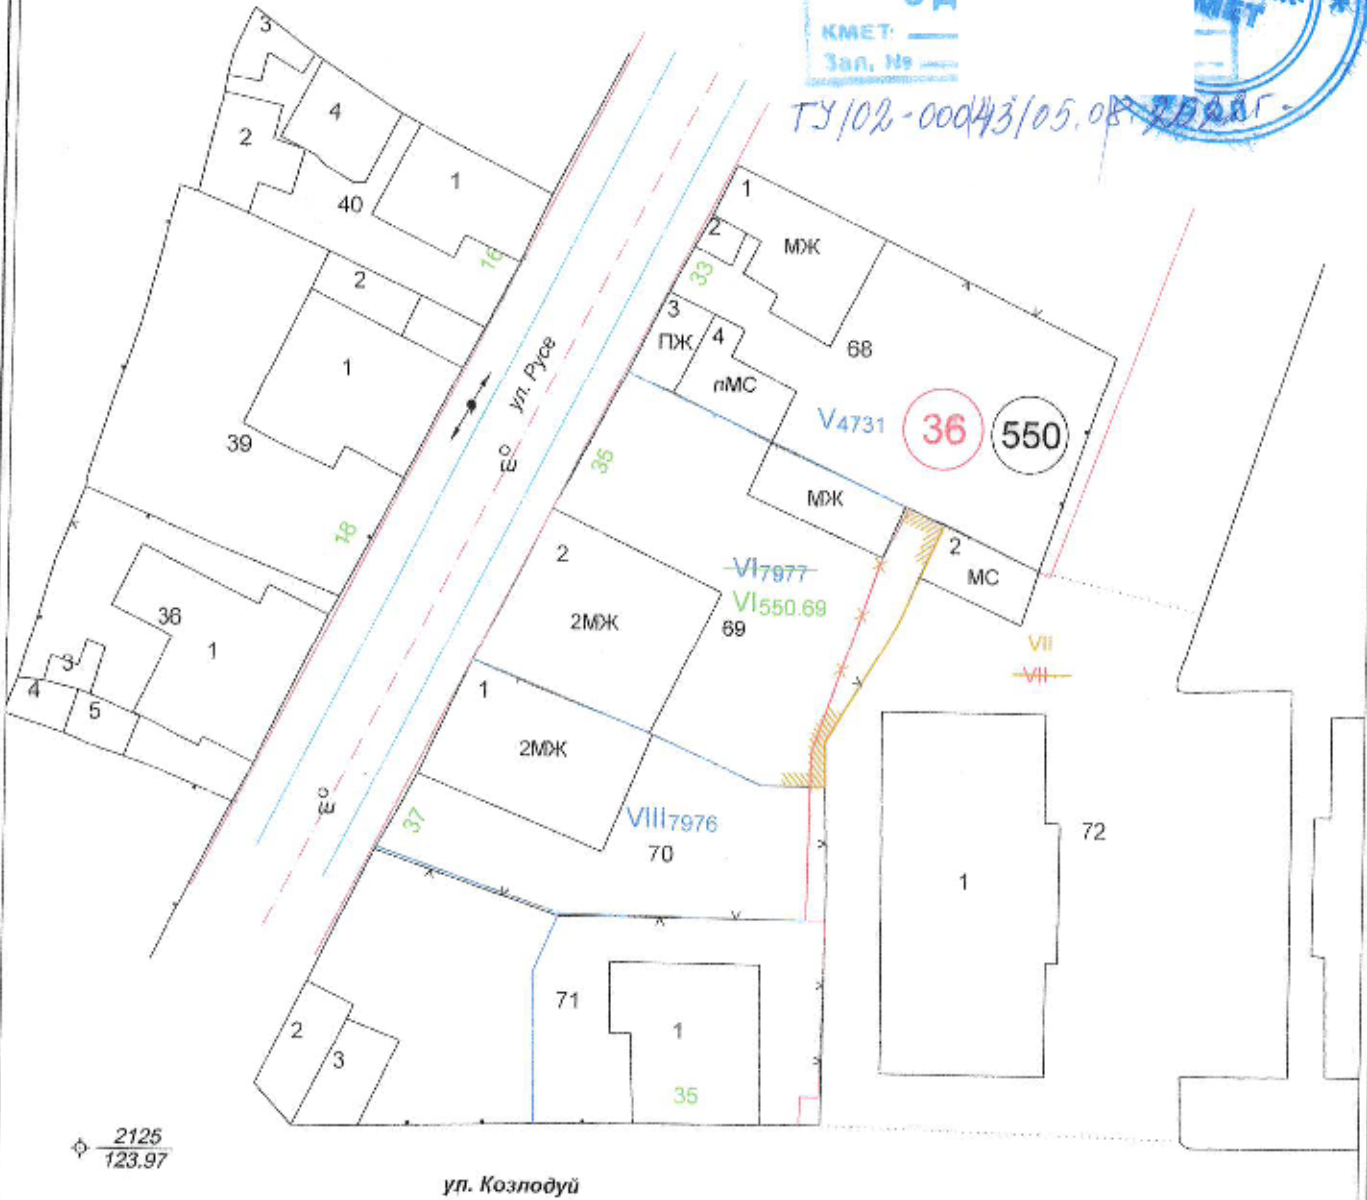 КМЕТ:
Зап. №
ТУ/02-00043/05.08.
3
4
2
1
40
16
2
1
39
18
36
1
3
4
5
ул. Русе
1
МЖ
2
33
3
ПЖ
4
пМС
68
V4731
36
550
35
МЖ
2
МС
2
2МЖ
VI7977
VI550.69
69
VII
VII
1
2МЖ
37
VIII7976
70
72
1
71
1
35
2
3
2125
123.97
ул. Козлодуй